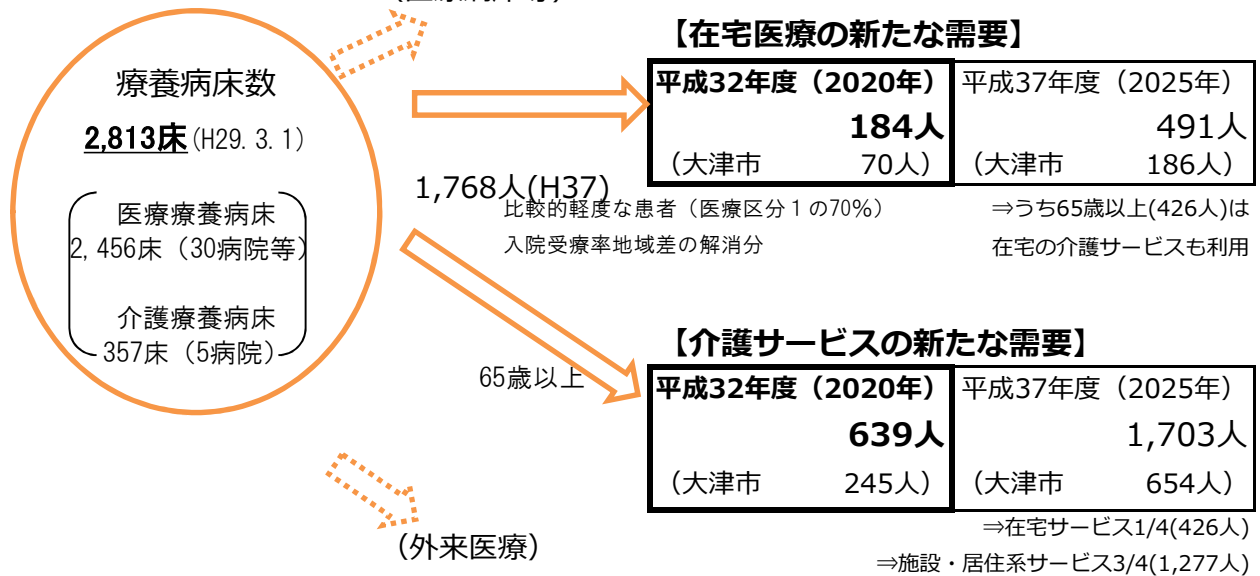 【在宅医療の新たな需要】
療養病床数
2,813床(H29.3.1)
医療療養病床
2,456床（30病院等）
介護療養病床
357床（5病院）
平成32年度（2020年） 平成37年度（2025年）
184人 491人
（大津市 70人） （大津市 186人）
1,768人(H37)
比較的軽度な患者（医療区分１の70%）
入院受療率地域差の解消分
⇒うち65歳以上(426人)は
在宅の介護サービスも利用
65歳以上
【介護サービスの新たな需要】
平成32年度（2020年） 平成37年度（2025年）
639人 1,703人
（大津市 245人） （大津市 654人）
⇒在宅サービス1/4(426人)
⇒施設・居住系サービス3/4(1,277人)
（外来医療）